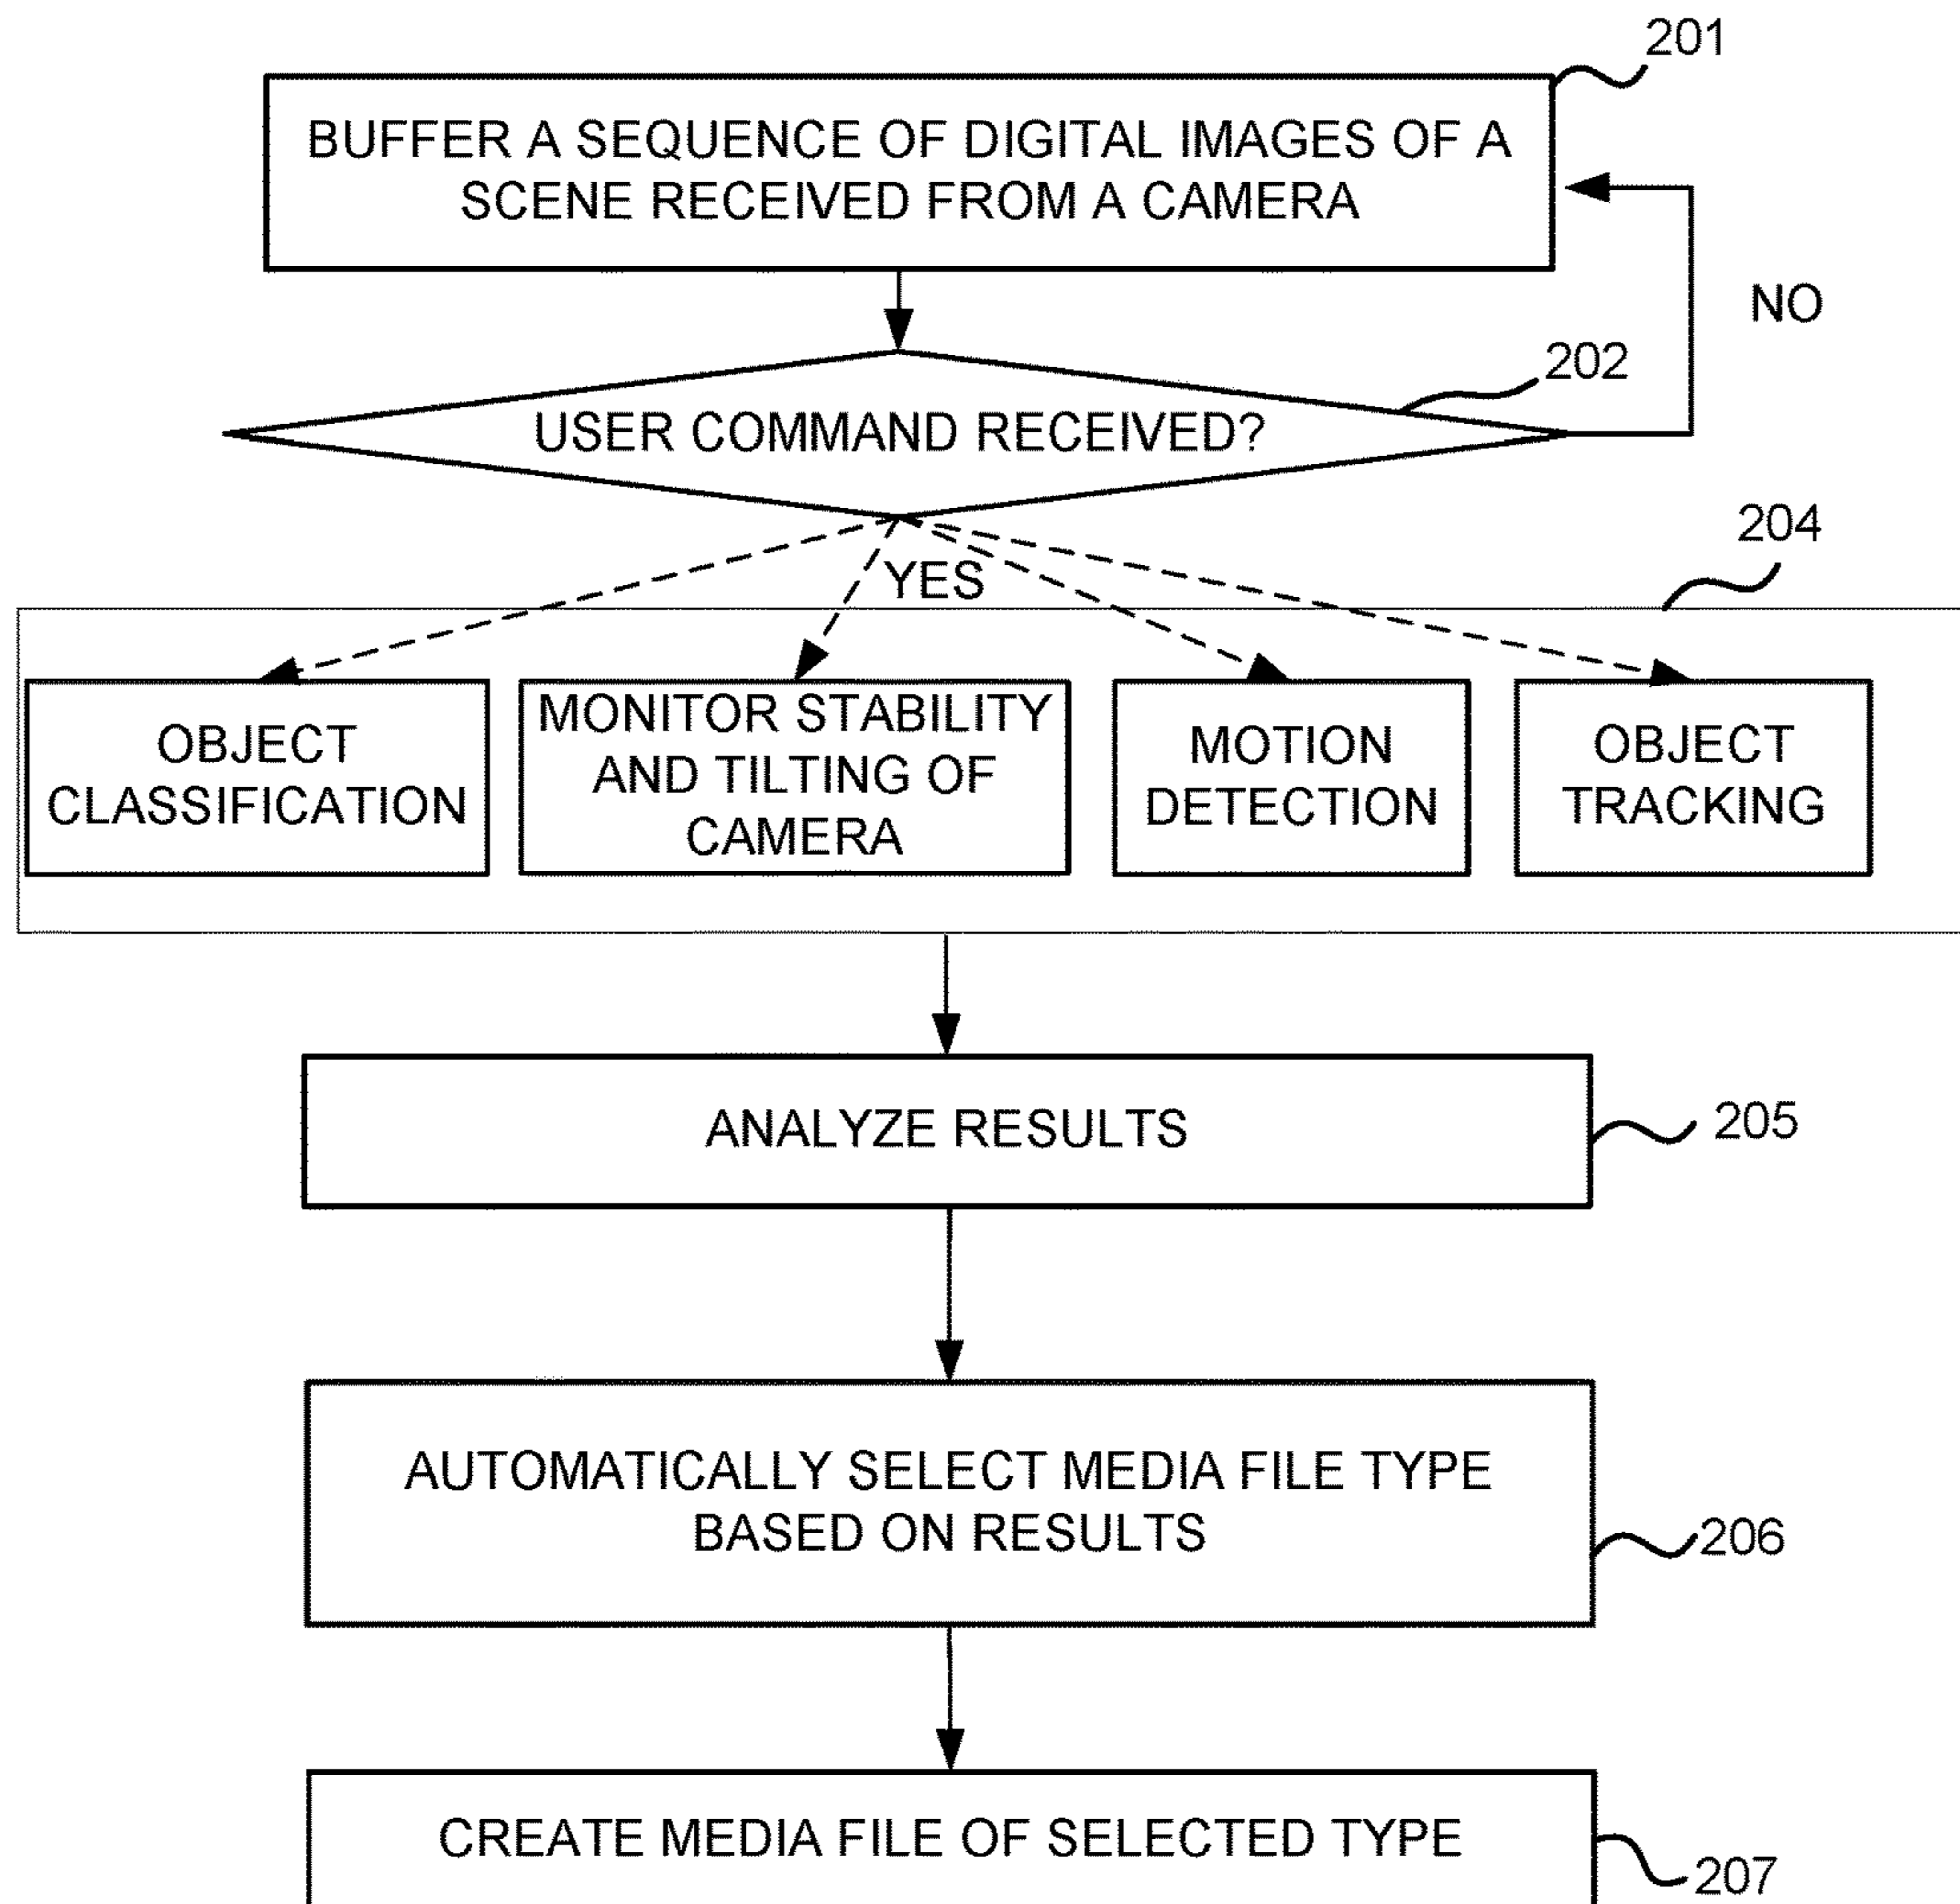 201
BUFFER A SEQUENCE OF DIGITAL IMAGES OF A
SCENE RECEIVED FROM A CAMERA
NO
202
USER COMMAND RECEIVED?
204
YES
OBJECT
CLASSIFICATION
MONITOR STABILITY
AND TILTING OF
CAMERA
MOTION
DETECTION
OBJECT
TRACKING
ANALYZE RESULTS
205
AUTOMATICALLY SELECT MEDIA FILE TYPE
BASED ON RESULTS
206
CREATE MEDIA FILE OF SELECTED TYPE
207